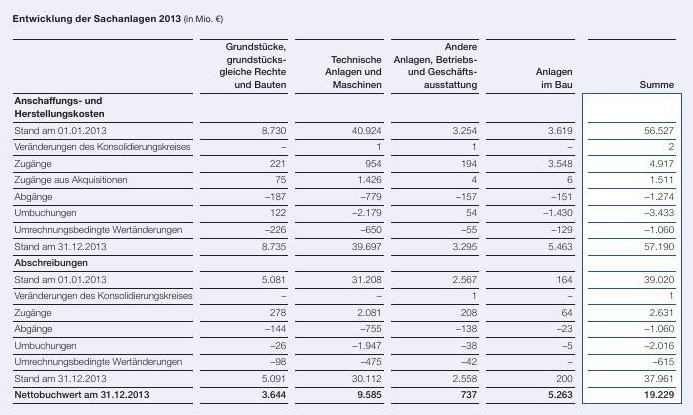 Entwicklung der Sachanlagen 2013 (in Mio. €)
Grundstücke, grundstücks- gleiche Rechte und Bauten Technische Anlagen und Maschinen Andere Anlagen, Betriebs- und Geschäfts- ausstattung Anlagen im Bau Summe
Anschaffungs- und
Herstellungskosten
Stand am 01.01.2013 8.730 40.924 3.254 3.619 56.527
Veränderungen des Konsolidierungskreises – 1 1 – 2
Zugänge 221 954 194 3.548 4.917
Zugänge aus Akquisitionen 75 1.426 4 6 1.511
Abgänge –187 –779 –157 –151 –1.274
Umbuchungen 122 –2.179 54 –1.430 –3.433
Umrechnungsbedingte Wertänderungen –226 –650 –55 –129 –1.060
Stand am 31.12.2013 8.735 39.697 3.295 5.463 57.190
Abschreibungen
Stand am 01.01.2013 5.081 31.208 2.567 164 39.020
Veränderungen des Konsolidierungskreises – – 1 – 1
Zugänge 278 2.081 208 64 2.631
Abgänge –144 –755 –138 –23 –1.060
Umbuchungen –26 –1.947 –38 –5 –2.016
Umrechnungsbedingte Wertänderungen –98 –475 –42 – –615
Stand am 31.12.2013 5.091 30.112 2.558 200 37.961
Nettobuchwert am 31.12.2013 3.644 9.585 737 5.263 19.229